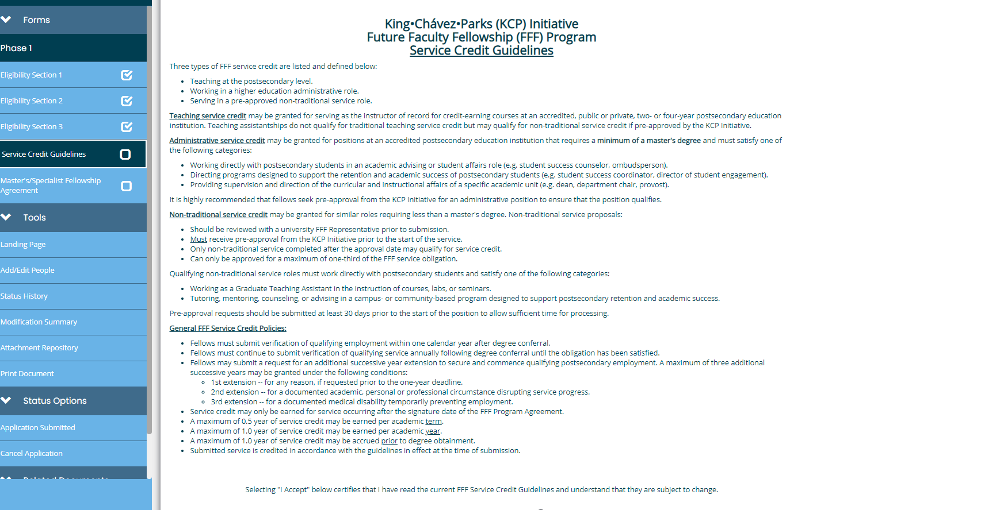 Forms
Phase 1
Eligibility Section 1
Eligibility Section 2
Eligibility Section 3
Service Credit Guidelines
Master's/Specialist Fellowship
Agreement
Tools
Landing Page
Add/Edit People
Status History
Modification Summary
Attachment Repository
Print Document
Status Options
Application Submitted
Cancel Application
King•Chávez•Parks (KCP) Initiative
Future Faculty Fellowship (FFF) Program
Service Credit Guidelines
Three types of FFF service credit are listed and defined below:
• Teaching at the postsecondary level.
• Working in a higher education administrative role.
• Serving in a pre-approved non-traditional service role.
Teaching service credit may be granted for serving as the instructor of record for credit-earning courses at an accredited, public or private, two- or four-year postsecondary education
institution. Teaching assistantships do not qualify for traditional teaching service credit but may qualify for non-traditional service credit if pre-approved by the KCP Initiative.
Administrative service credit may be granted for positions at an accredited postsecondary education institution that requires a minimum of a master's degree and must satisfy one of
the following categories:
• Working directly with postsecondary students in an academic advising or student affairs role (e.g. student success counselor, ombudsperson).
• Directing programs designed to support the retention and academic success of postsecondary students (e.g. student success coordinator, director of student engagement).
• Providing supervision and direction of the curricular and instructional affairs of a specific academic unit (e.g. dean, department chair, provost).
It is highly recommended that fellows seek pre-approval from the KCP Initiative for an administrative position to ensure that the position qualifies.
Non-traditional service credit may be granted for similar roles requiring less than a master's degree. Non-traditional service proposals:
• Should be reviewed with a university FFF Representative prior to submission.
• Must receive pre-approval from the KCP Initiative prior to the start of the service.
• Only non-traditional service completed after the approval date may qualify for service credit.
• Can only be approved for a maximum of one-third of the FFF service obligation.
Qualifying non-traditional service roles must work directly with postsecondary students and satisfy one of the following categories:
• Working as a Graduate Teaching Assistant in the instruction of courses, labs, or seminars.
• Tutoring, mentoring, counseling, or advising in a campus- or community-based program designed to support postsecondary retention and academic success.
Pre-approval requests should be submitted at least 30 days prior to the start of the position to allow sufficient time for processing.
General FFF Service Credit Policies:
• Fellows must submit verification of qualifying employment within one calendar year after degree conferral.
• Fellows must continue to submit verification of qualifying service annually following degree conferral until the obligation has been satisfied.
• Fellows may submit a request for an additional successive year extension to secure and commence qualifying postsecondary employment. A maximum of three additional
successive years may be granted under the following conditions:
◦ 1st extension -- for any reason, if requested prior to the one-year deadline.
◦ 2nd extension -- for a documented academic, personal or professional circumstance disrupting service progress.
◦ 3rd extension -- for a documented medical disability temporarily preventing employment.
• Service credit may only be earned for service occurring after the signature date of the FFF Program Agreement.
• A maximum of 0.5 year of service credit may be earned per academic term.
• A maximum of 1.0 year of service credit may be earned per academic year.
• A maximum of 1.0 year of service credit may be accrued prior to degree obtainment.
• Submitted service is credited in accordance with the guidelines in effect at the time of submission.
Selecting "I Accept" below certifies that I have read the current FFF Service Credit Guidelines and understand that they are subject to change.